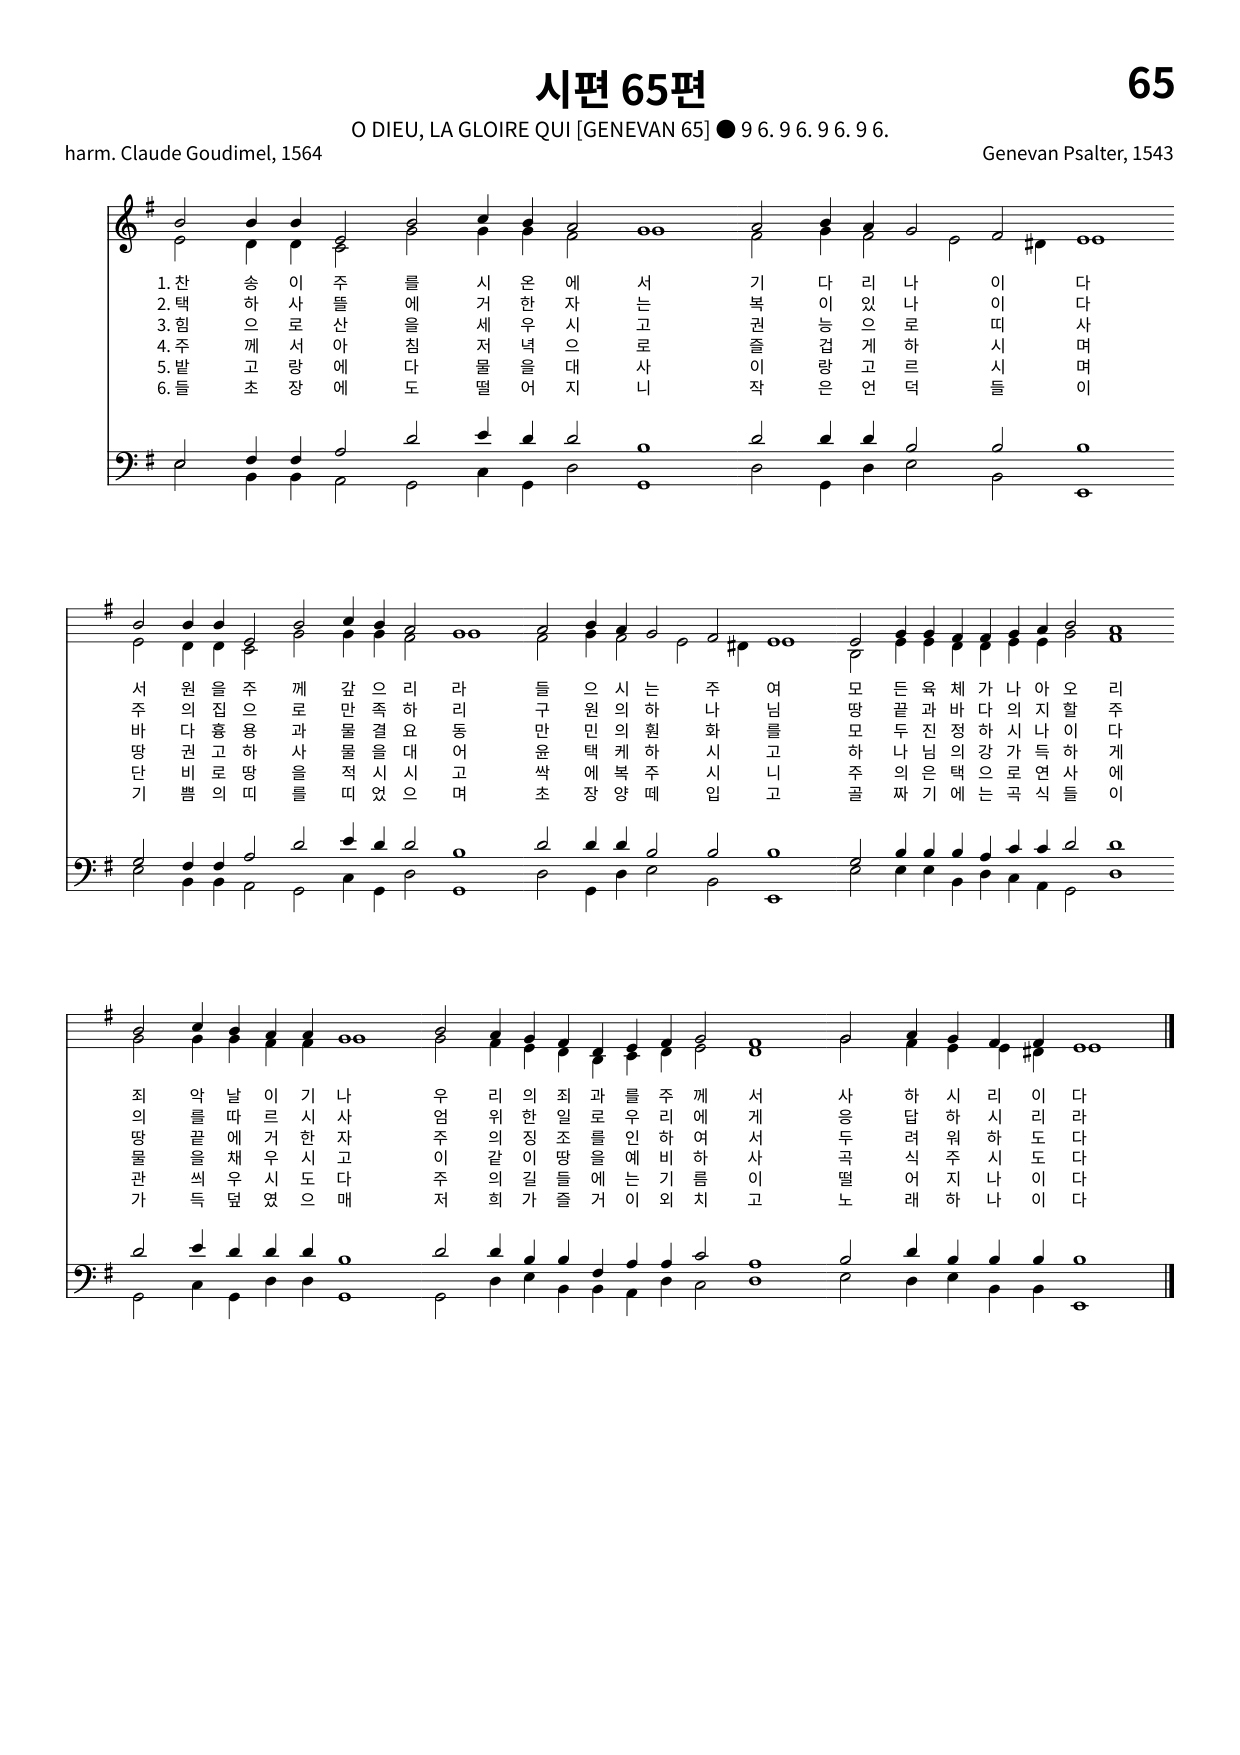 시편 65편
65
O DIEU, LA GLOIRE QUI [GENEVAN 65] ● 9 6. 9 6. 9 6. 9 6.
harm. Claude Goudimel, 1564
Genevan Psalter, 1543
1. 찬 송 이 주 를 시 온 에 서 기 다 리 나 이 다
2. 택 하 사 뜰 에 거 한 자 는 복 이 있 나 이 다
3. 힘 으 로 산 을 세 우 시 고 권 능 으 로 띠 사
4. 주 께 서 아 침 저 녁 으 로 즐 겁 게 하 시 며
5. 밭 고 랑 에 다 물 을 대 사 이 랑 고 르 시 며
6. 들 초 장 에 도 떨 어 지 니 작 은 언 덕 들 이
서 원 을 주 께 갚 으 리 라 들 으 시 는 주 여 모 든 육 체 가 나 아 오 리
주 의 집 으 로 만 족 하 리 구 원 의 하 나 님 땅 끝 과 바 다 의 지 할 주
바 다 흉 용 과 물 결 요 동 만 민 의 훤 화 를 모 두 진 정 하 시 나 이 다
땅 권 고 하 사 물 을 대 어 윤 택 케 하 시 고 하 나 님 의 강 가 득 하 게
단 비 로 땅 을 적 시 시 고 싹 에 복 주 시 니 주 의 은 택 으 로 연 사 에
기 쁨 의 띠 를 띠 었 으 며 초 장 양 떼 입 고 골 짜 기 에 는 곡 식 들 이
죄 악 날 이 기 나 우 리 의 죄 과 를 주 께 서 사 하 시 리 이 다
의 를 따 르 시 사 엄 위 한 일 로 우 리 에 게 응 답 하 시 리 라
땅 끝 에 거 한 자 주 의 징 조 를 인 하 여 서 두 려 워 하 도 다
물 을 채 우 시 고 이 같 이 땅 을 예 비 하 사 곡 식 주 시 도 다
관 씌 우 시 도 다 주 의 길 들 에 는 기 름 이 떨 어 지 나 이 다
가 득 덮 였 으 매 저 희 가 즐 거 이 외 치 고 노 래 하 나 이 다